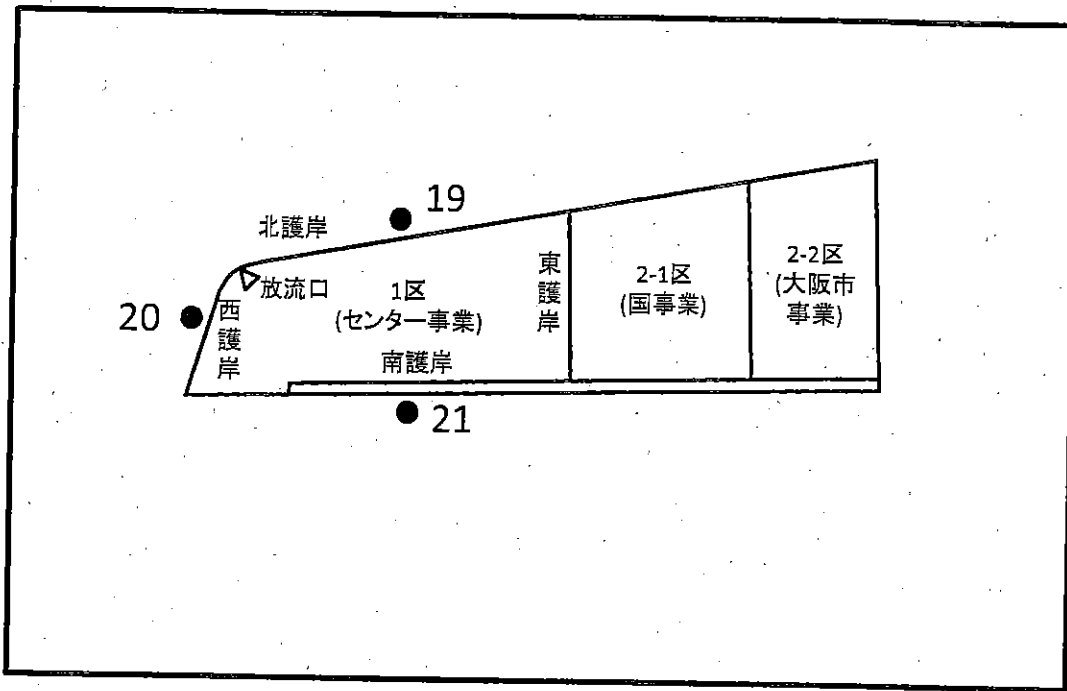 19
北護岸
放流口
20
西護岸
1区
(センター事業)
南護岸
東護岸
2-1区
(国事業)
2-2区
(大阪市
事業)
21